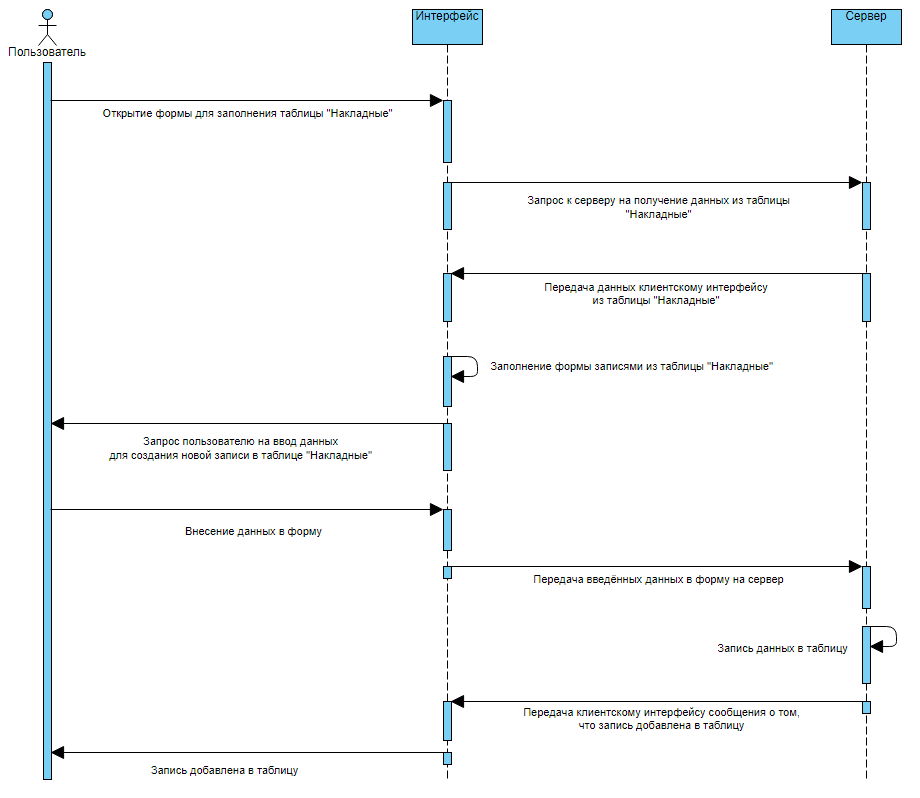 Интерфейс
Сервер
Пользователь
Открытие формы для заполнения таблицы "Накладные"
Запрос к серверу на получение данных из таблицы
"Накладные"
Передача данных клиентскому интерфейсу
из таблицы "Накладные"
Заполнение формы записями из таблицы "Накладные"
Запрос пользователю на ввод данных
для создания новой записи в таблице "Накладные"
Внесение данных в форму
Передача введённых данных в форму на сервер
Запись данных в таблицу
Передача клиентскому интерфейсу сообщения о том,
что запись добавлена в таблицу
Запись добавлена в таблицу